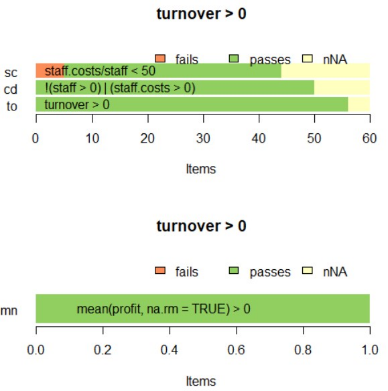 turnover > 0
fails passes nNA
sc staff.costs/staff < 50
cd !(staff > 0) | (staff.costs > 0)
to turnover > 0
0 10 20 30 40 50 60
Items
turnover > 0
fails passes nNA
mn mean(profit, na.rm = TRUE) > 0
0.0 0.2 0.4 0.6 0.8 1.0
Items